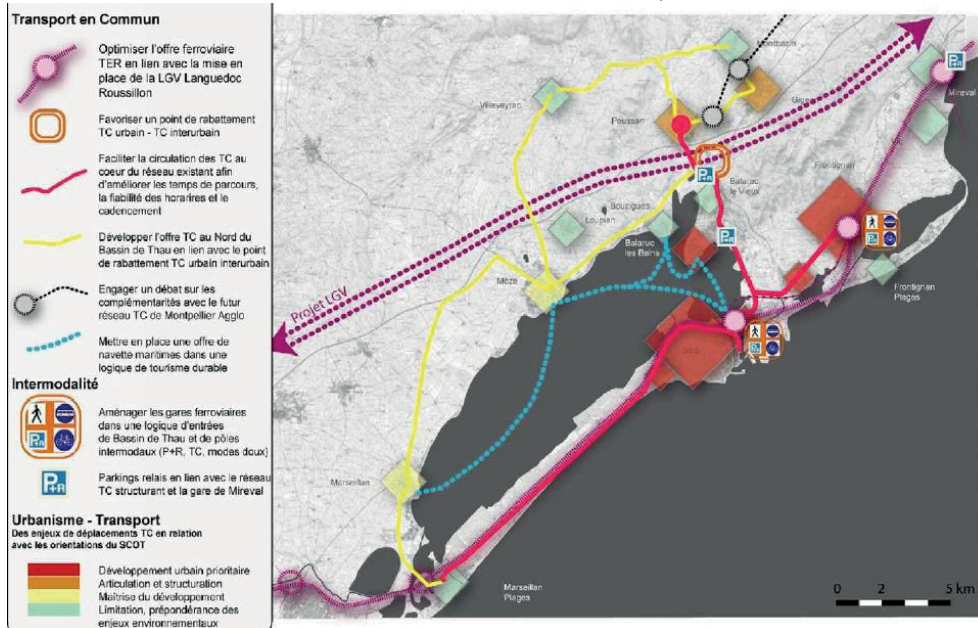 Transport en Commun
Optimiser l'offre ferroviaire
TER en lien avec la mise en
place de la LGV Languedoc
Roussillon
Favoriser un point de rabattement
TC urbain - TC interurbain
Faciliter la circulation des TC au
coeur du réseau existant afin
d'améliorer les temps de parcours,
la fiabilité des horarires et le
cadencement
Développer l'offre TC au Nord du
Bassin de Thau en lien avec le point
de rabattement TC urbain interurbain
Engager un débat sur les
complémentarités avec le futur
réseau TC de Montpellier Agglo
Mettre en place une offre de
navette maritimes dans une
logique de tourisme durable
Intermodalité
P+R
Aménager les gares ferroviaires
dans une logique d'entrées
de Bassin de Thau et de pôles
intermodaux (P+R, TC, modes doux)
P+R
Parkings relais en lien avec le réseau
TC structurant et la gare de Mireval
Urbanisme - Transport
Des enjeux de déplacements TC en relation
avec les orientations du SCOT
Développement urbain prioritaire
Articulation et structuration
Maîtrise du développement
Limitation, prépondérance des
enjeux environnementaux
Montbazin
P+R
Mireval
Villeveyrac
Gigean
Poussan
P+R
Balaruc
le Vieux
Frontignan
Bouzigues
Loupian
Balaruc
les Bains
P+R
P+R
Frontignan
Plages
Mèze
Projet LGV
P+R
Sète
Marseillan
Marseillan
Plages
0 2 5 km